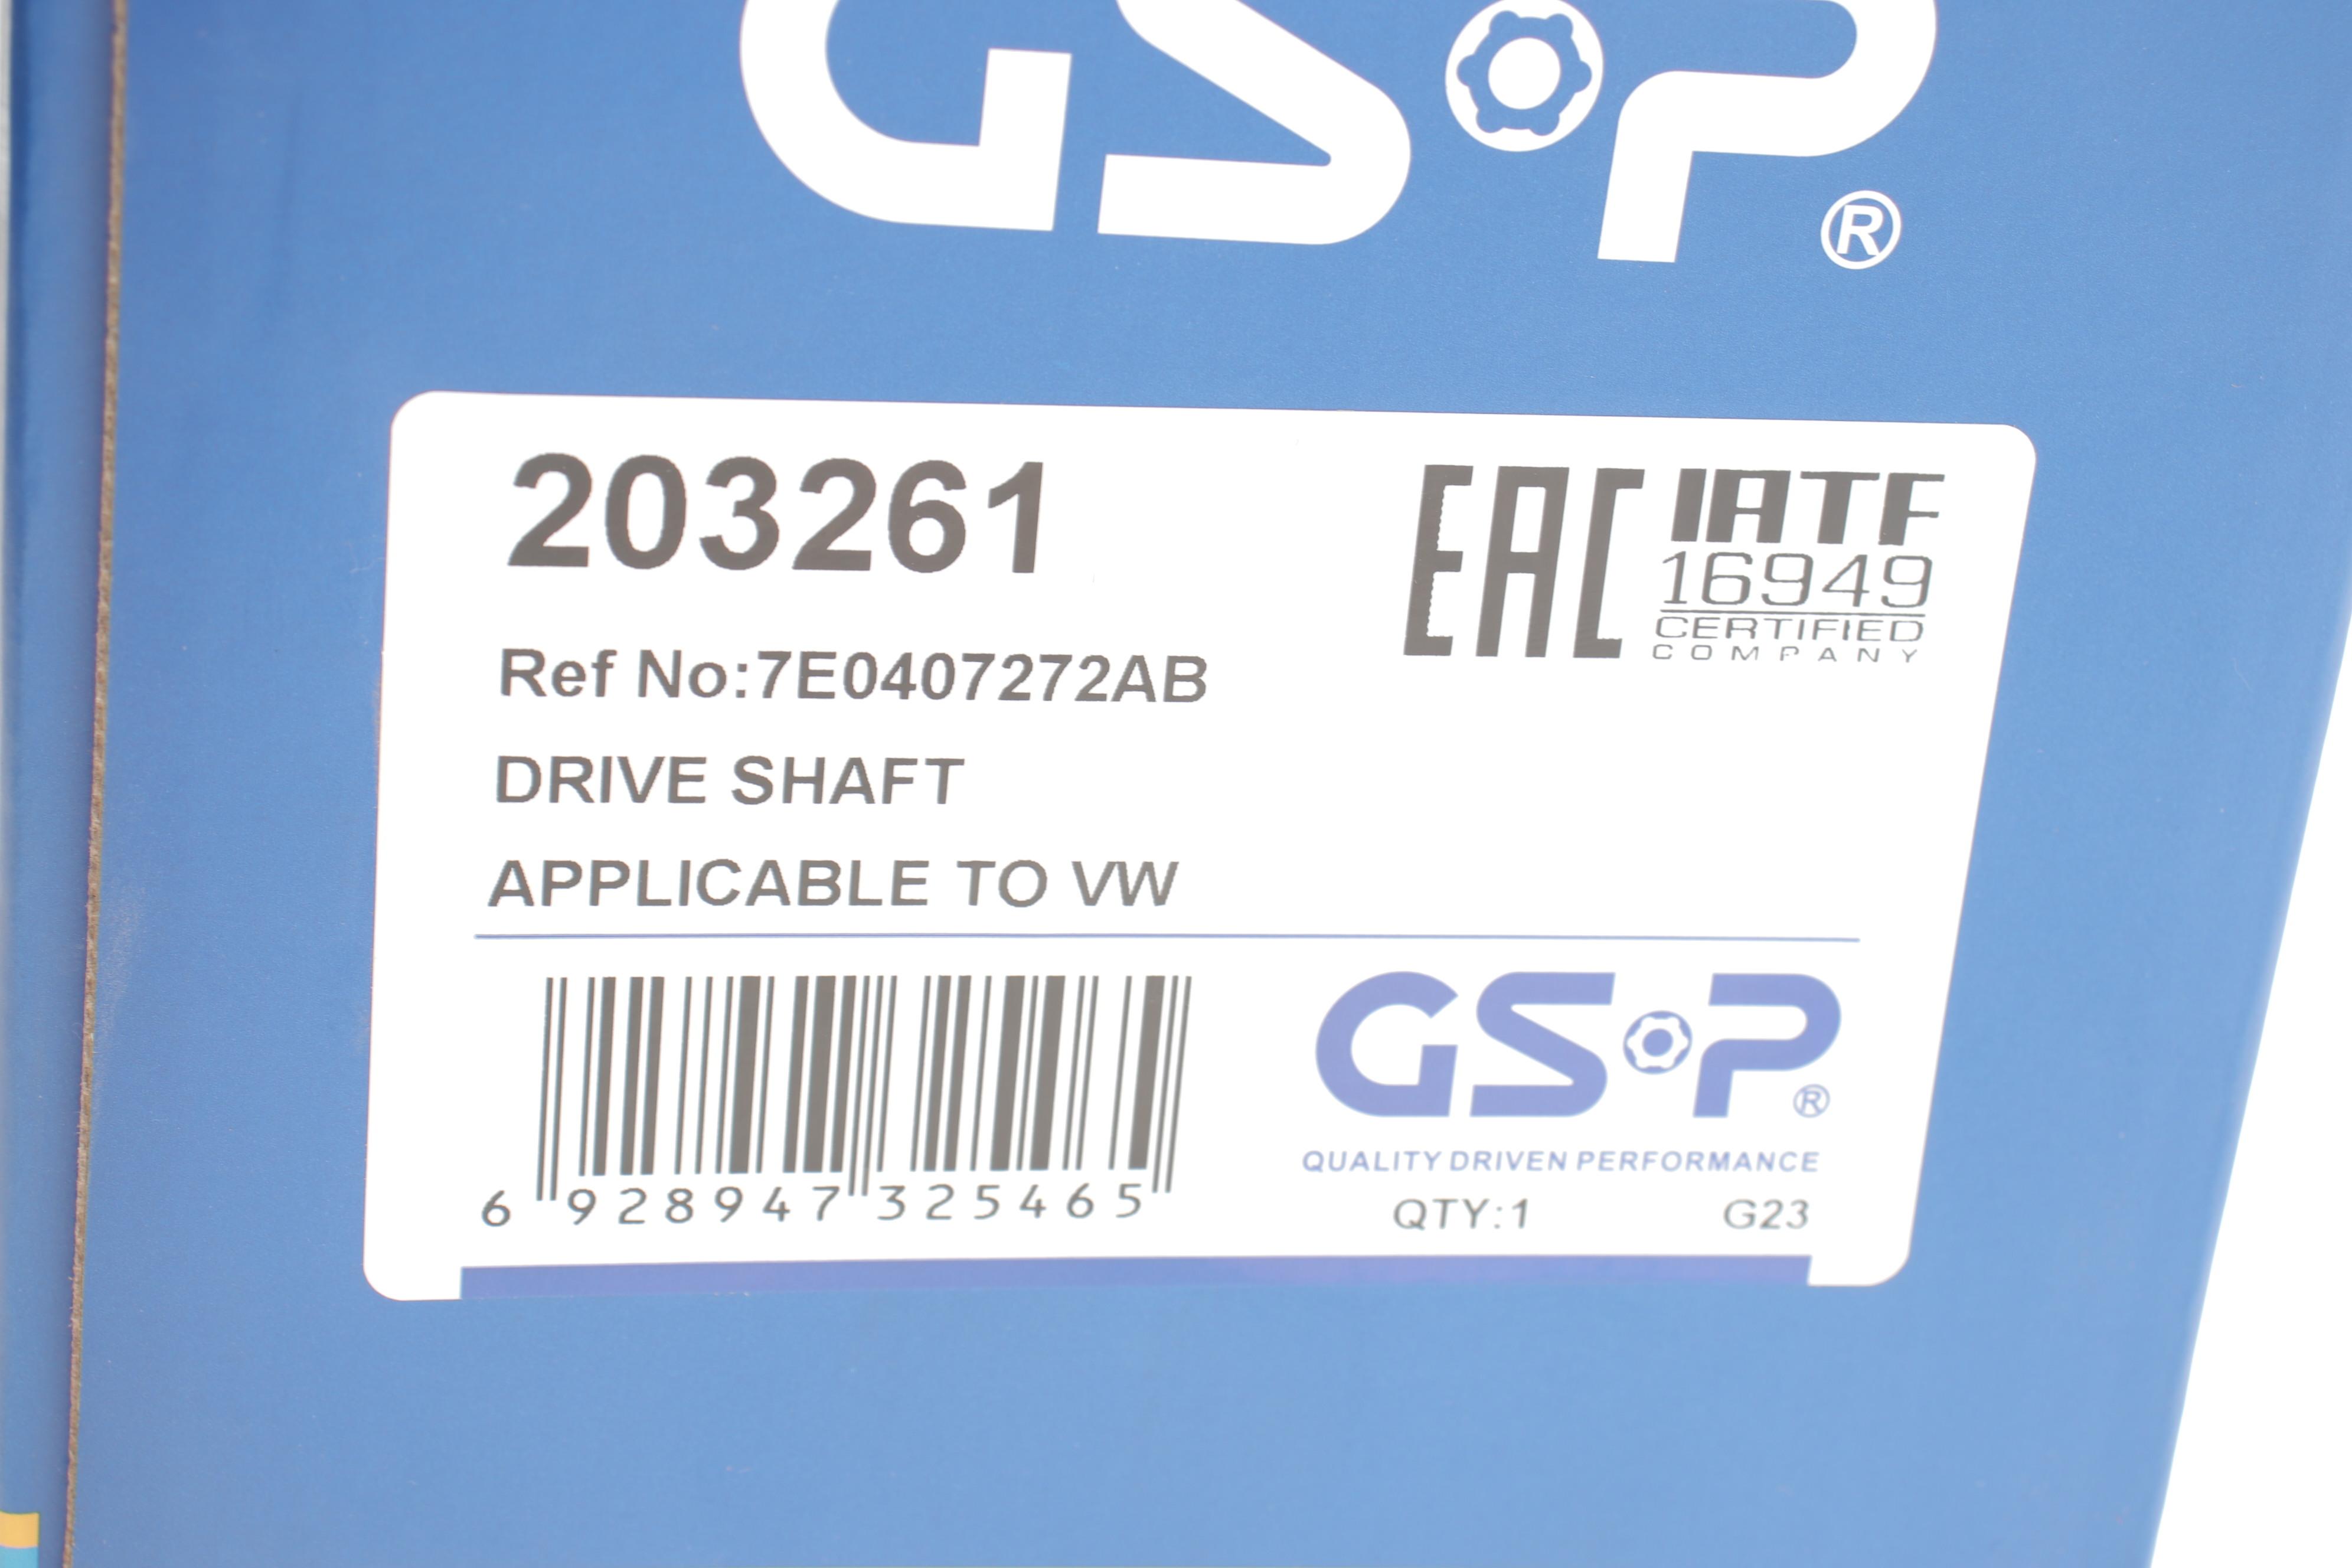 GSP®
203261
EAC
IATF
16949
CERTIFIED
COMPANY
Ref No:7E0407272AB
DRIVE SHAFT
APPLICABLE TO VW
6 928947 325465
GSP®
QUALITY DRIVEN PERFORMANCE
QTY:1 G23